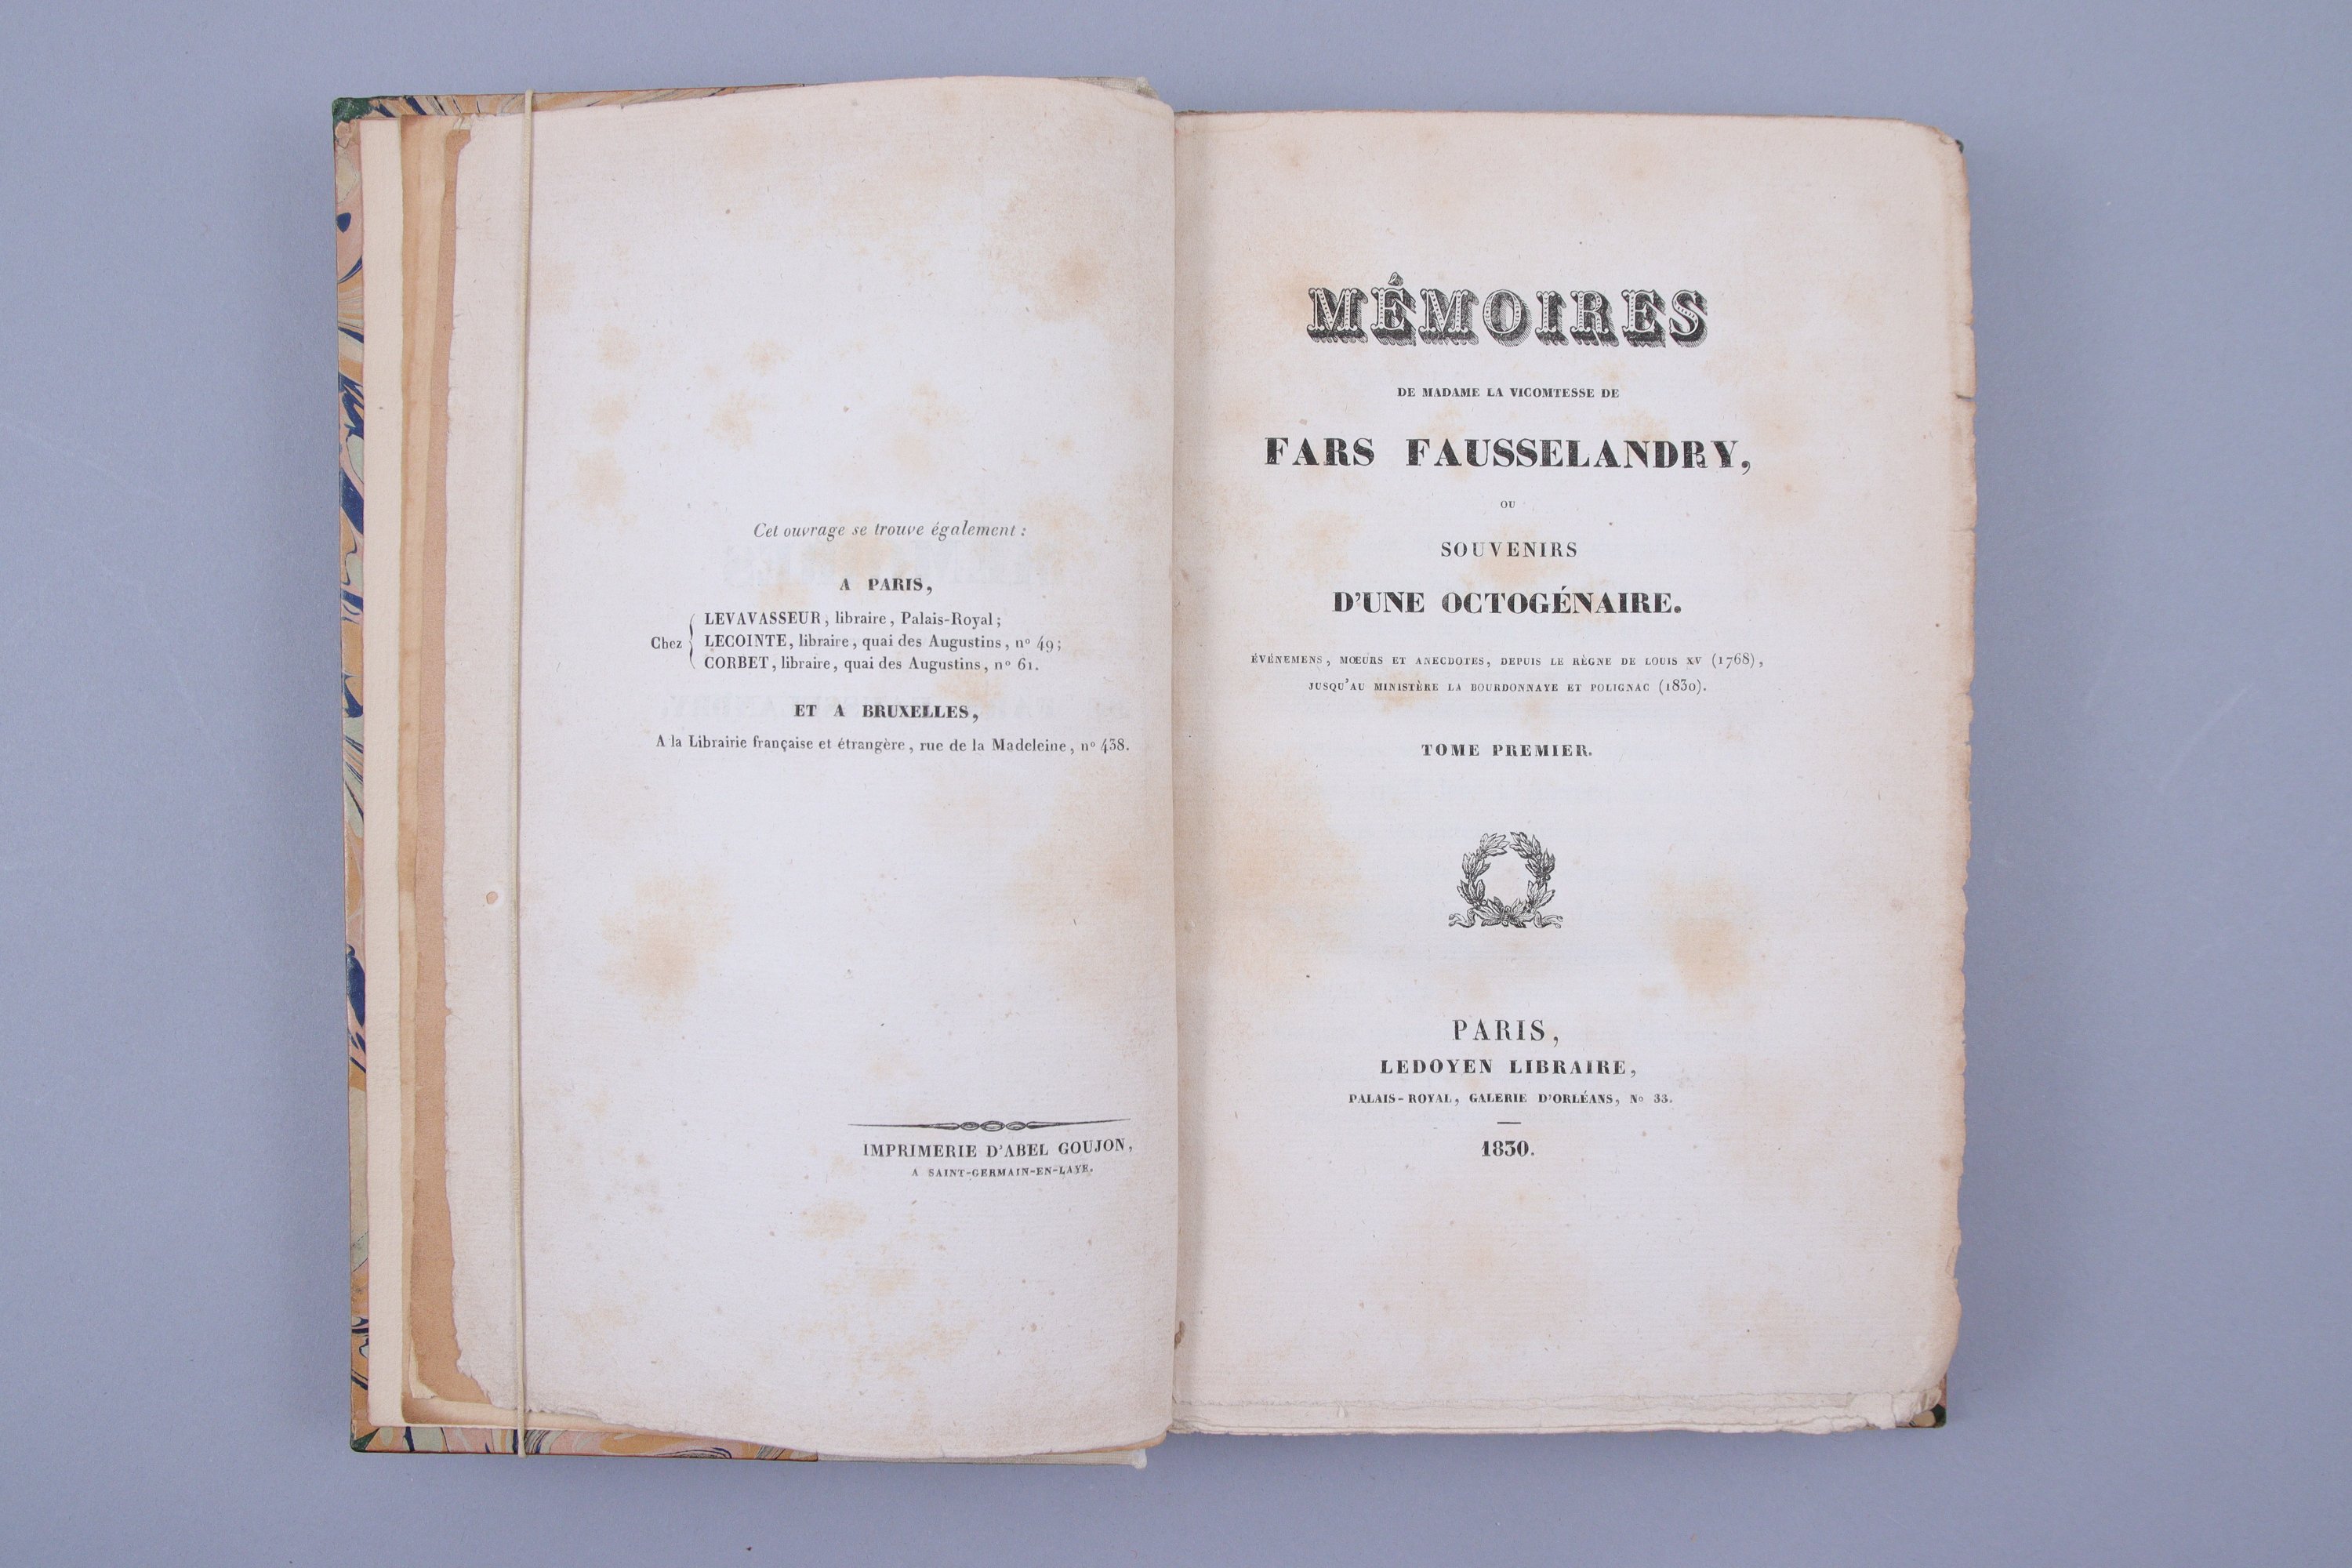 Cet ouvrage se trouve également :
A PARIS,
Chez
LEVAVASSEUR, libraire, Palais-Royal;
LECOINTE, libraire, quai des Augustins, nº 49;
CORBET, libraire, quai des Augustins, nº 61.
ET A BRUXELLES,
A la Librairie française et étrangère, rue de la Madeleine, nº 438.
IMPRIMERIE D'ABEL GOUJON,
A SAINT-GERMAIN-EN-LAYE.
MÉMOIRES
DE MADAME LA VICOMTESSE DE
FARS FAUSSELANDRY,
OU
SOUVENIRS
D'UNE OCTOGÉNAIRE.
ÉVÉNEMENS, MŒURS ET ANECDOTES, DEPUIS LE RÈGNE DE LOUIS XV (1768),
JUSQU'AU MINISTÈRE LA BOURDONNAYE ET POLIGNAC (1830).
TOME PREMIER.
PARIS,
LEDOYEN LIBRAIRE,
PALAIS-ROYAL, GALERIE D'ORLÉANS, Nº 33.
1830.